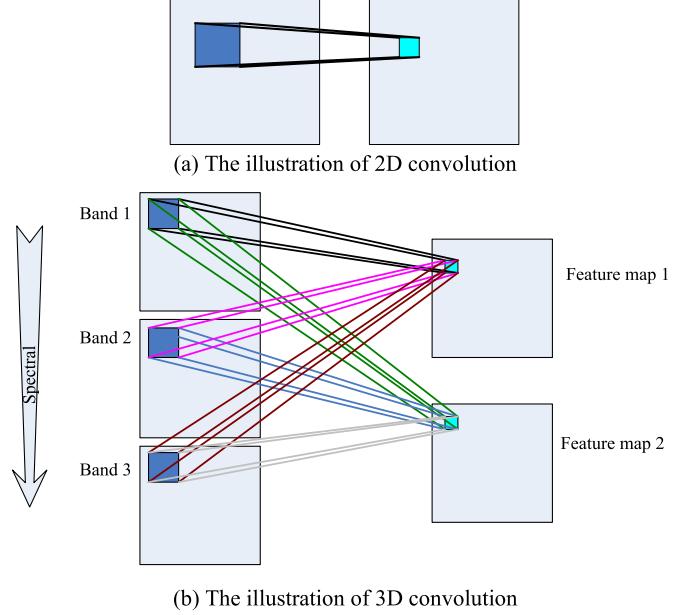 (a) The illustration of 2D convolution
Band 1
Feature map 1
Band 2
Spectral
Feature map 2
Band 3
(b) The illustration of 3D convolution